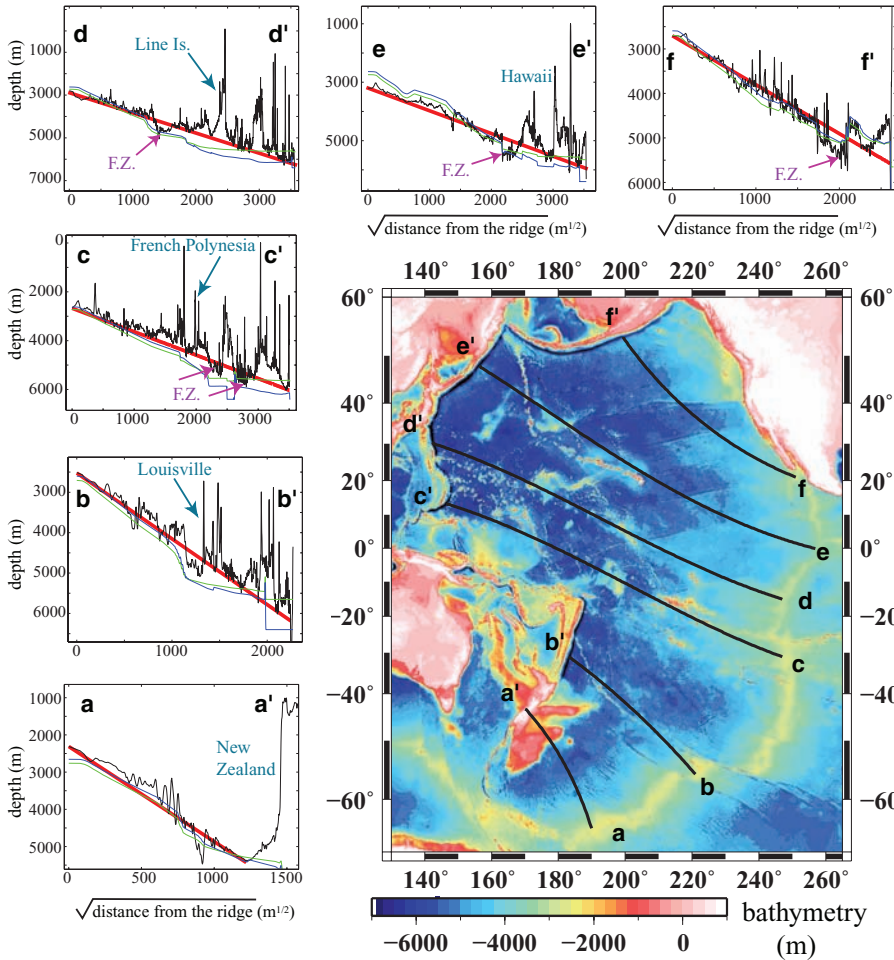 d
d'
depth (m)
1000
3000
5000
7000
Line Is.
F.Z.
0
1000
2000
3000
e
e'
1000
3000
5000
Hawaii
F.Z.
0
1000
2000
3000
√distance from the ridge (m1/2)
f
f'
3000
4000
5000
6000
F.Z.
0
1000
2000
√distance from the ridge (m1/2)
c
c'
French Polynesia
depth (m)
0
2000
4000
6000
F.Z.
0
1000
2000
3000
b
b'
Louisville
depth (m)
3000
4000
5000
6000
0
1000
2000
a
a'
New
Zealand
depth (m)
1000
2000
3000
4000
5000
0
500
1000
1500
√distance from the ridge (m1/2)
140° 160° 180° 200° 220° 240° 260°
60°
40°
20°
0°
−20°
−40°
−60°
40°
20°
0°
−20°
−40°
−60°
f'
e'
d'
c'
b'
a'
f
e
d
c
b
a
140° 160° 180° 200° 220° 240° 260°
−6000 −4000 −2000 0
bathymetry
(m)